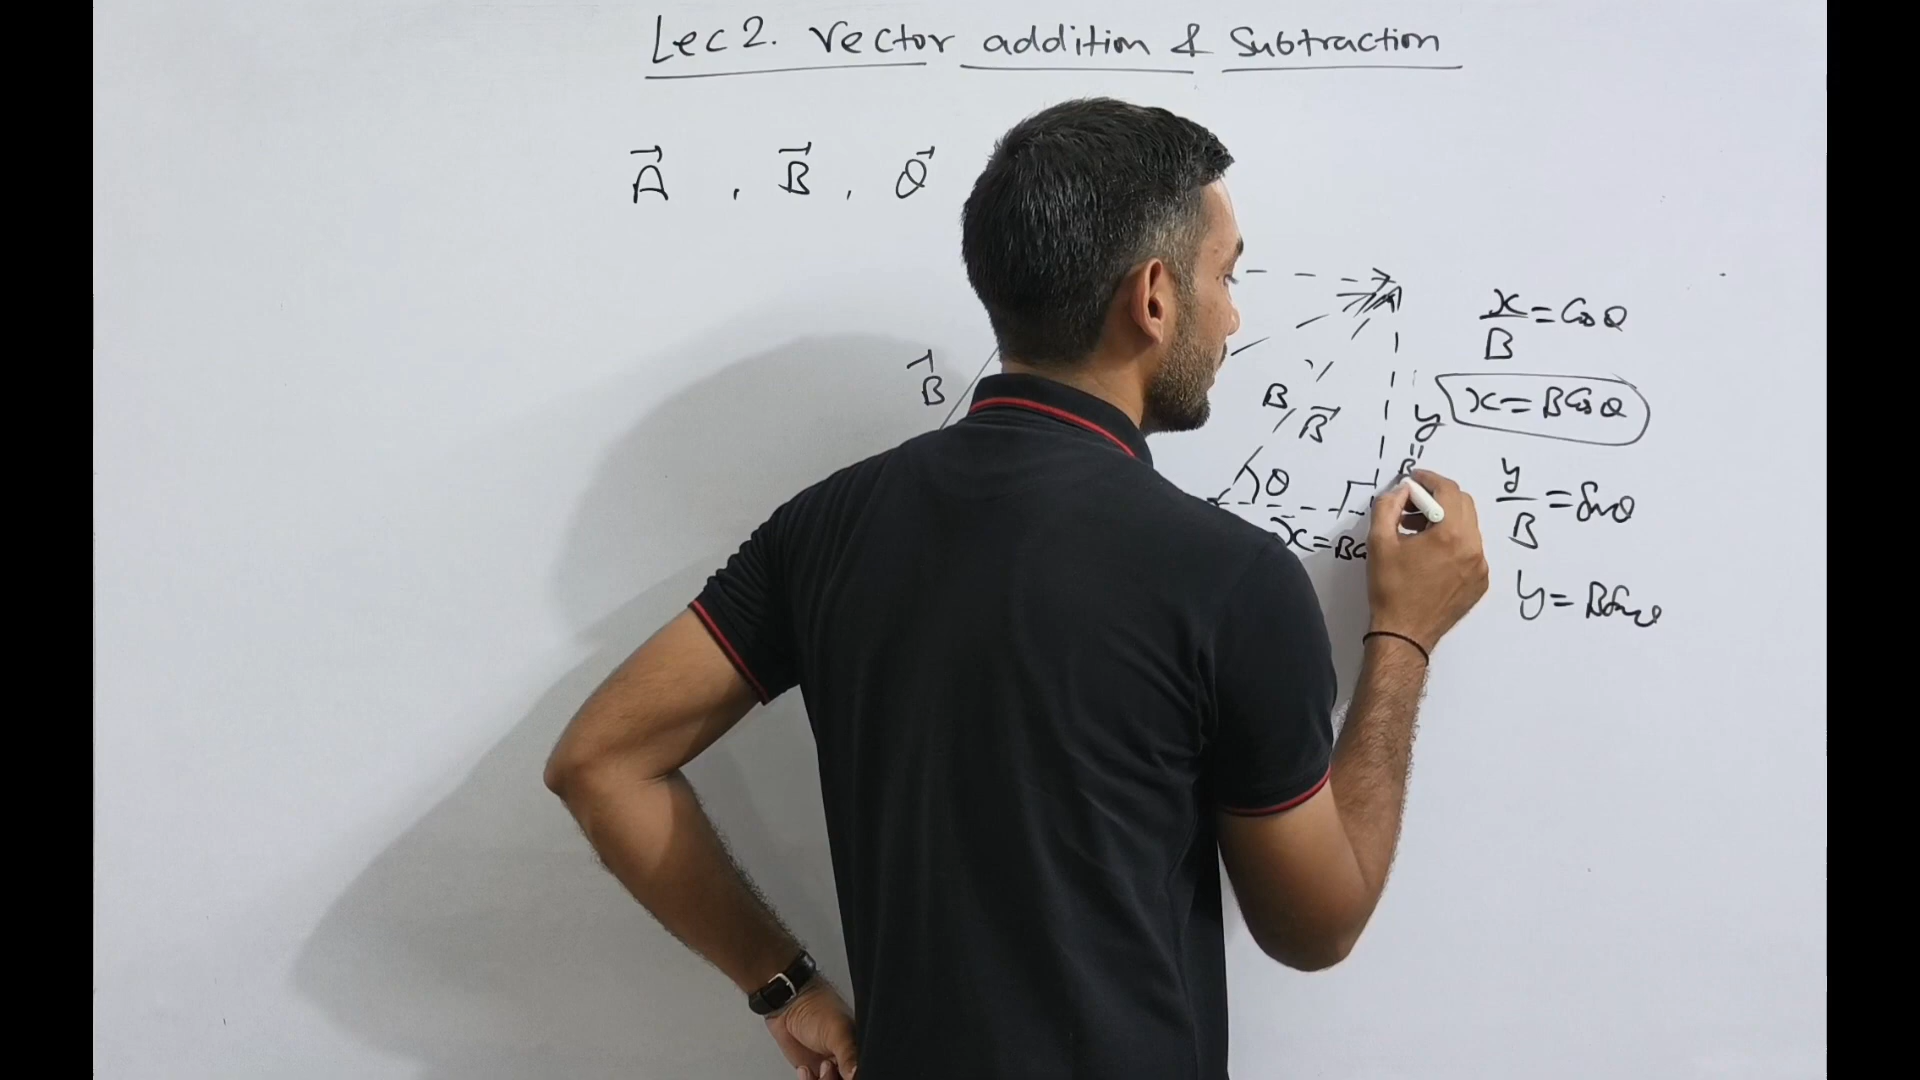 Lec 2. Vector addition & Subtraction
A⃗ , B⃗ , θ⃗
x/B = Cos θ
B⃗
B
x = B Cos θ
B⃗
y
"
B
θ
y/B = Sin θ
x = B C
y = B Sin θ